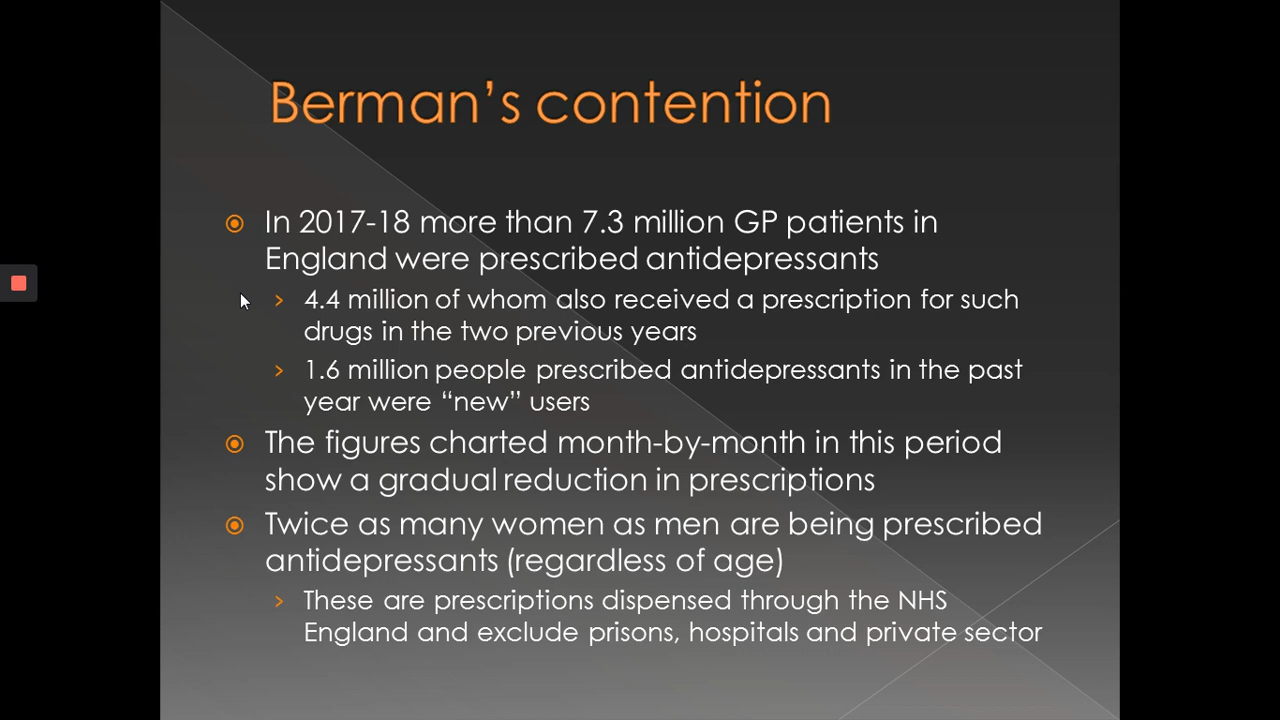 Berman’s contention
In 2017-18 more than 7.3 million GP patients in
England were prescribed antidepressants
4.4 million of whom also received a prescription for such
drugs in the two previous years
1.6 million people prescribed antidepressants in the past
year were “new” users
The figures charted month-by-month in this period
show a gradual reduction in prescriptions
Twice as many women as men are being prescribed
antidepressants (regardless of age)
These are prescriptions dispensed through the NHS
England and exclude prisons, hospitals and private sector